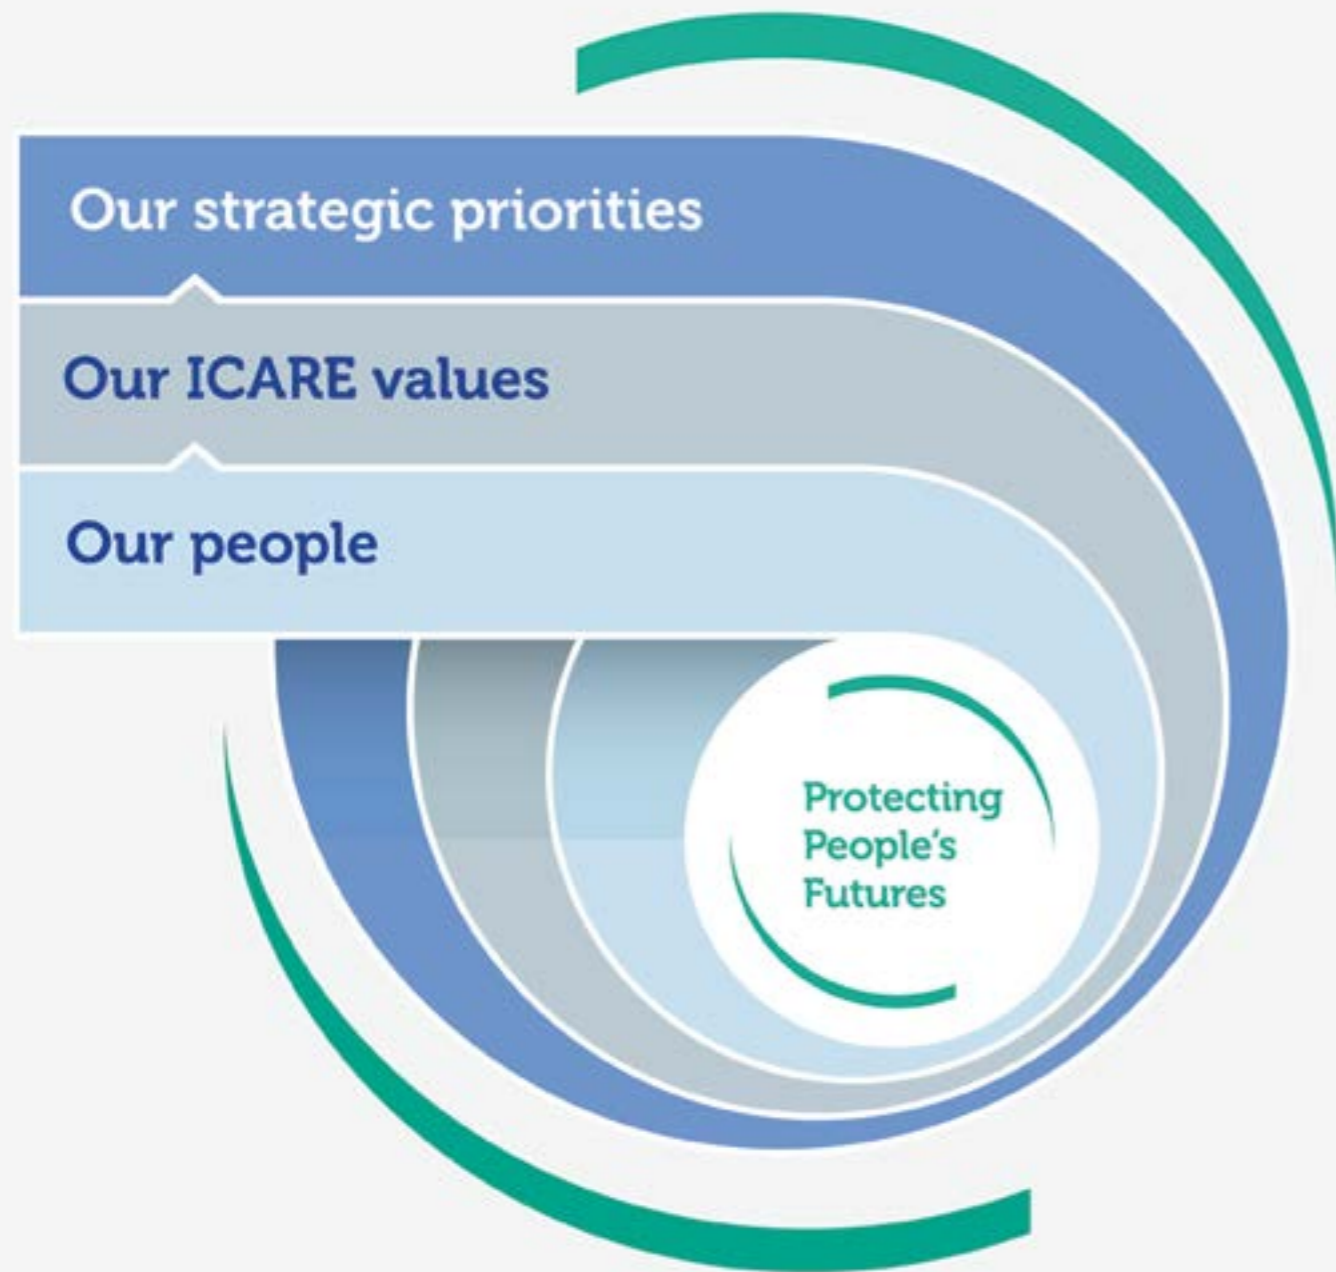 Our strategic priorities
Our ICARE values
Our people
Protecting
People's
Futures